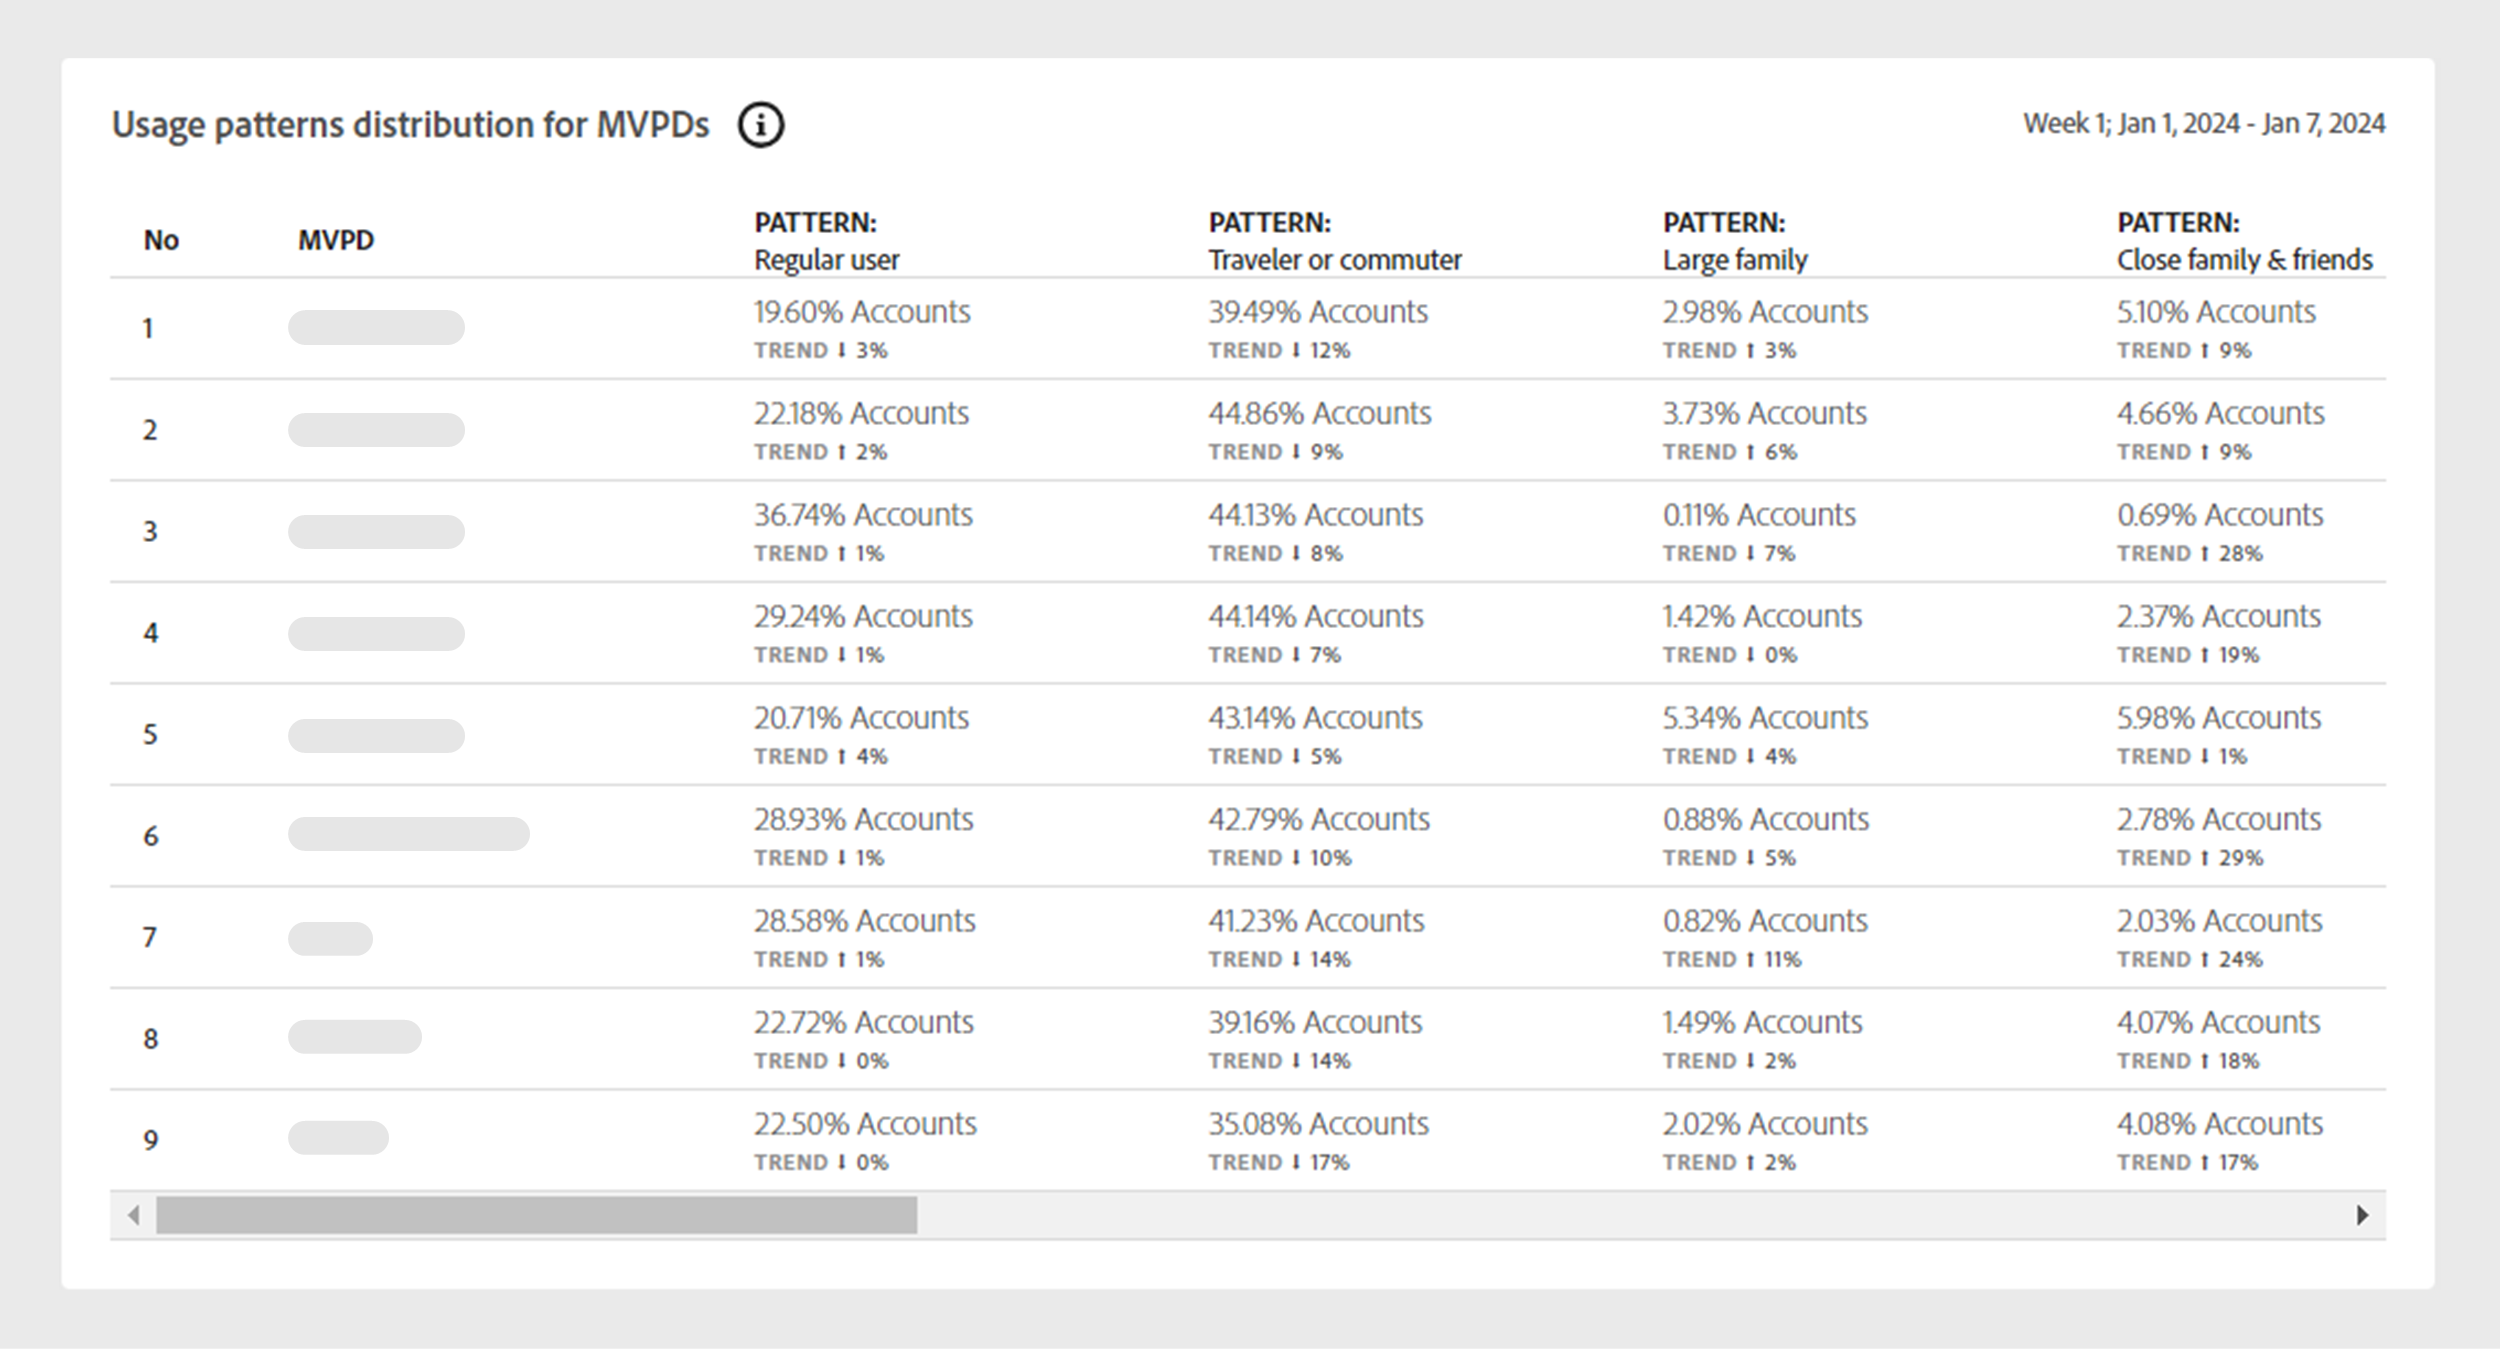 Usage patterns distribution for MVPDs
Week 1; Jan 1, 2024 - Jan 7, 2024
No MVPD PATTERN: Regular user PATTERN: Traveler or commuter PATTERN: Large family PATTERN: Close family & friends
1 19.60% Accounts 39.49% Accounts 2.98% Accounts 5.10% Accounts
TREND ⬇ 3% TREND ⬇ 12% TREND ⬆ 3% TREND ⬆ 9%
2 22.18% Accounts 44.86% Accounts 3.73% Accounts 4.66% Accounts
TREND ⬆ 2% TREND ⬇ 9% TREND ⬆ 6% TREND ⬆ 9%
3 36.74% Accounts 44.13% Accounts 0.11% Accounts 0.69% Accounts
TREND ⬆ 1% TREND ⬇ 8% TREND ⬇ 7% TREND ⬆ 28%
4 29.24% Accounts 44.14% Accounts 1.42% Accounts 2.37% Accounts
TREND ⬇ 1% TREND ⬇ 7% TREND ⬇ 0% TREND ⬆ 19%
5 20.71% Accounts 43.14% Accounts 5.34% Accounts 5.98% Accounts
TREND ⬆ 4% TREND ⬇ 5% TREND ⬇ 4% TREND ⬇ 1%
6 28.93% Accounts 42.79% Accounts 0.88% Accounts 2.78% Accounts
TREND ⬇ 1% TREND ⬇ 10% TREND ⬇ 5% TREND ⬆ 29%
7 28.58% Accounts 41.23% Accounts 0.82% Accounts 2.03% Accounts
TREND ⬆ 1% TREND ⬇ 14% TREND ⬆ 11% TREND ⬆ 24%
8 22.72% Accounts 39.16% Accounts 1.49% Accounts 4.07% Accounts
TREND ⬇ 0% TREND ⬇ 14% TREND ⬇ 2% TREND ⬆ 18%
9 22.50% Accounts 35.08% Accounts 2.02% Accounts 4.08% Accounts
TREND ⬇ 0% TREND ⬇ 17% TREND ⬆ 2% TREND ⬆ 17%